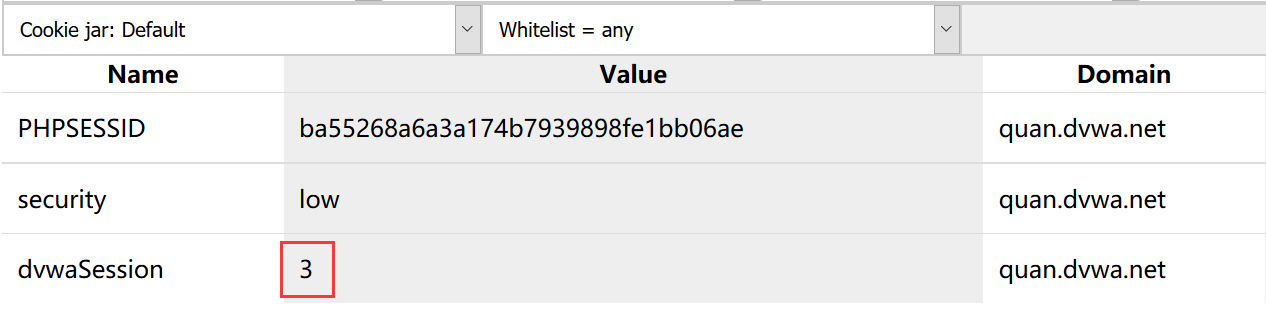 Cookie jar: Default Whitelist = any
Name Value Domain
PHPSESSID ba55268a6a3a174b7939898fe1bb06ae quan.dvwa.net
security low quan.dvwa.net
dvwaSession 3 quan.dvwa.net